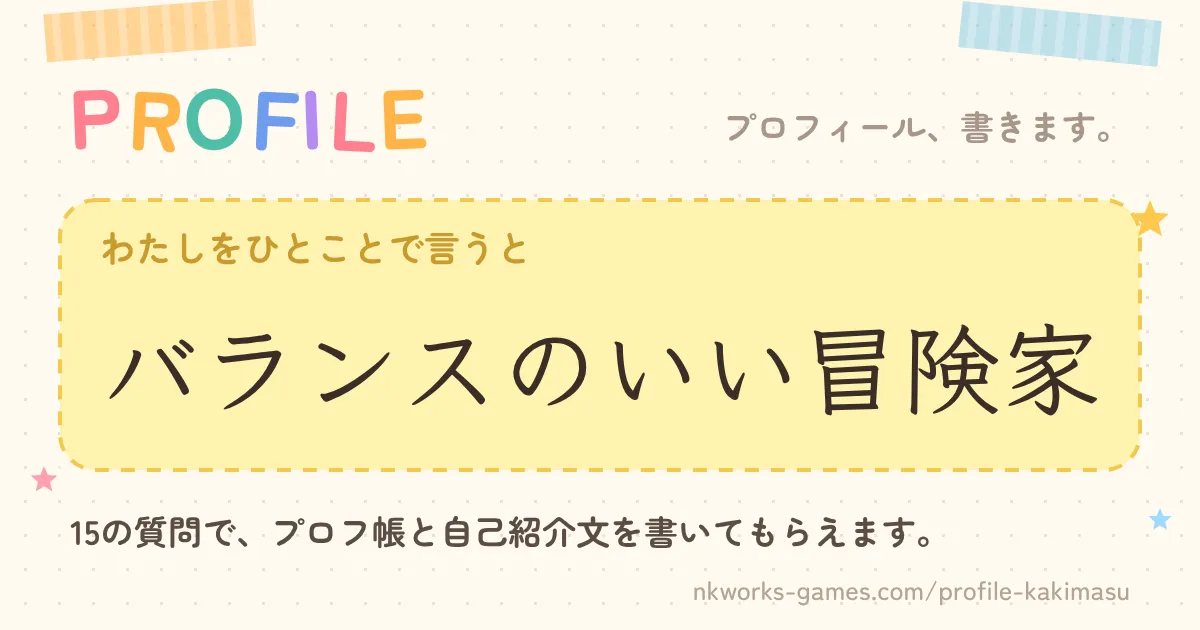 PROFILE
プロフィール、書きます。
わたしをひとことで言うと
バランスのいい冒険家
15の質問で、プロフ帳と自己紹介文を書いてもらえます。
nkworks-games.com/profile-kakimasu